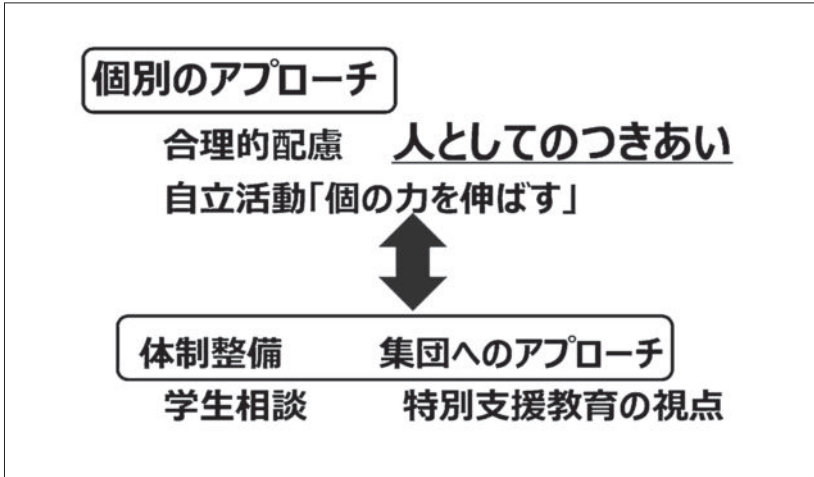 個別のアプローチ
合理的配慮 人としてのつきあい
自立活動「個の力を伸ばす」
体制整備 集団へのアプローチ
学生相談 特別支援教育の視点